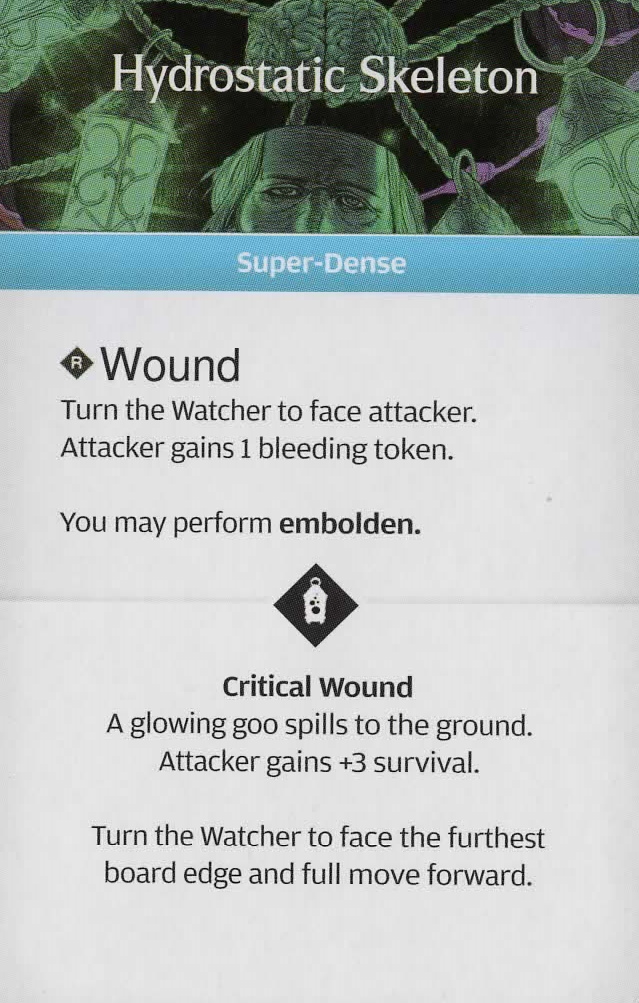 Hydrostatic Skeleton
Super-Dense
R Wound
Turn the Watcher to face attacker.
Attacker gains 1 bleeding token.
You may perform embolden.
Critical Wound
A glowing goo spills to the ground.
Attacker gains +3 survival.
Turn the Watcher to face the furthest
board edge and full move forward.